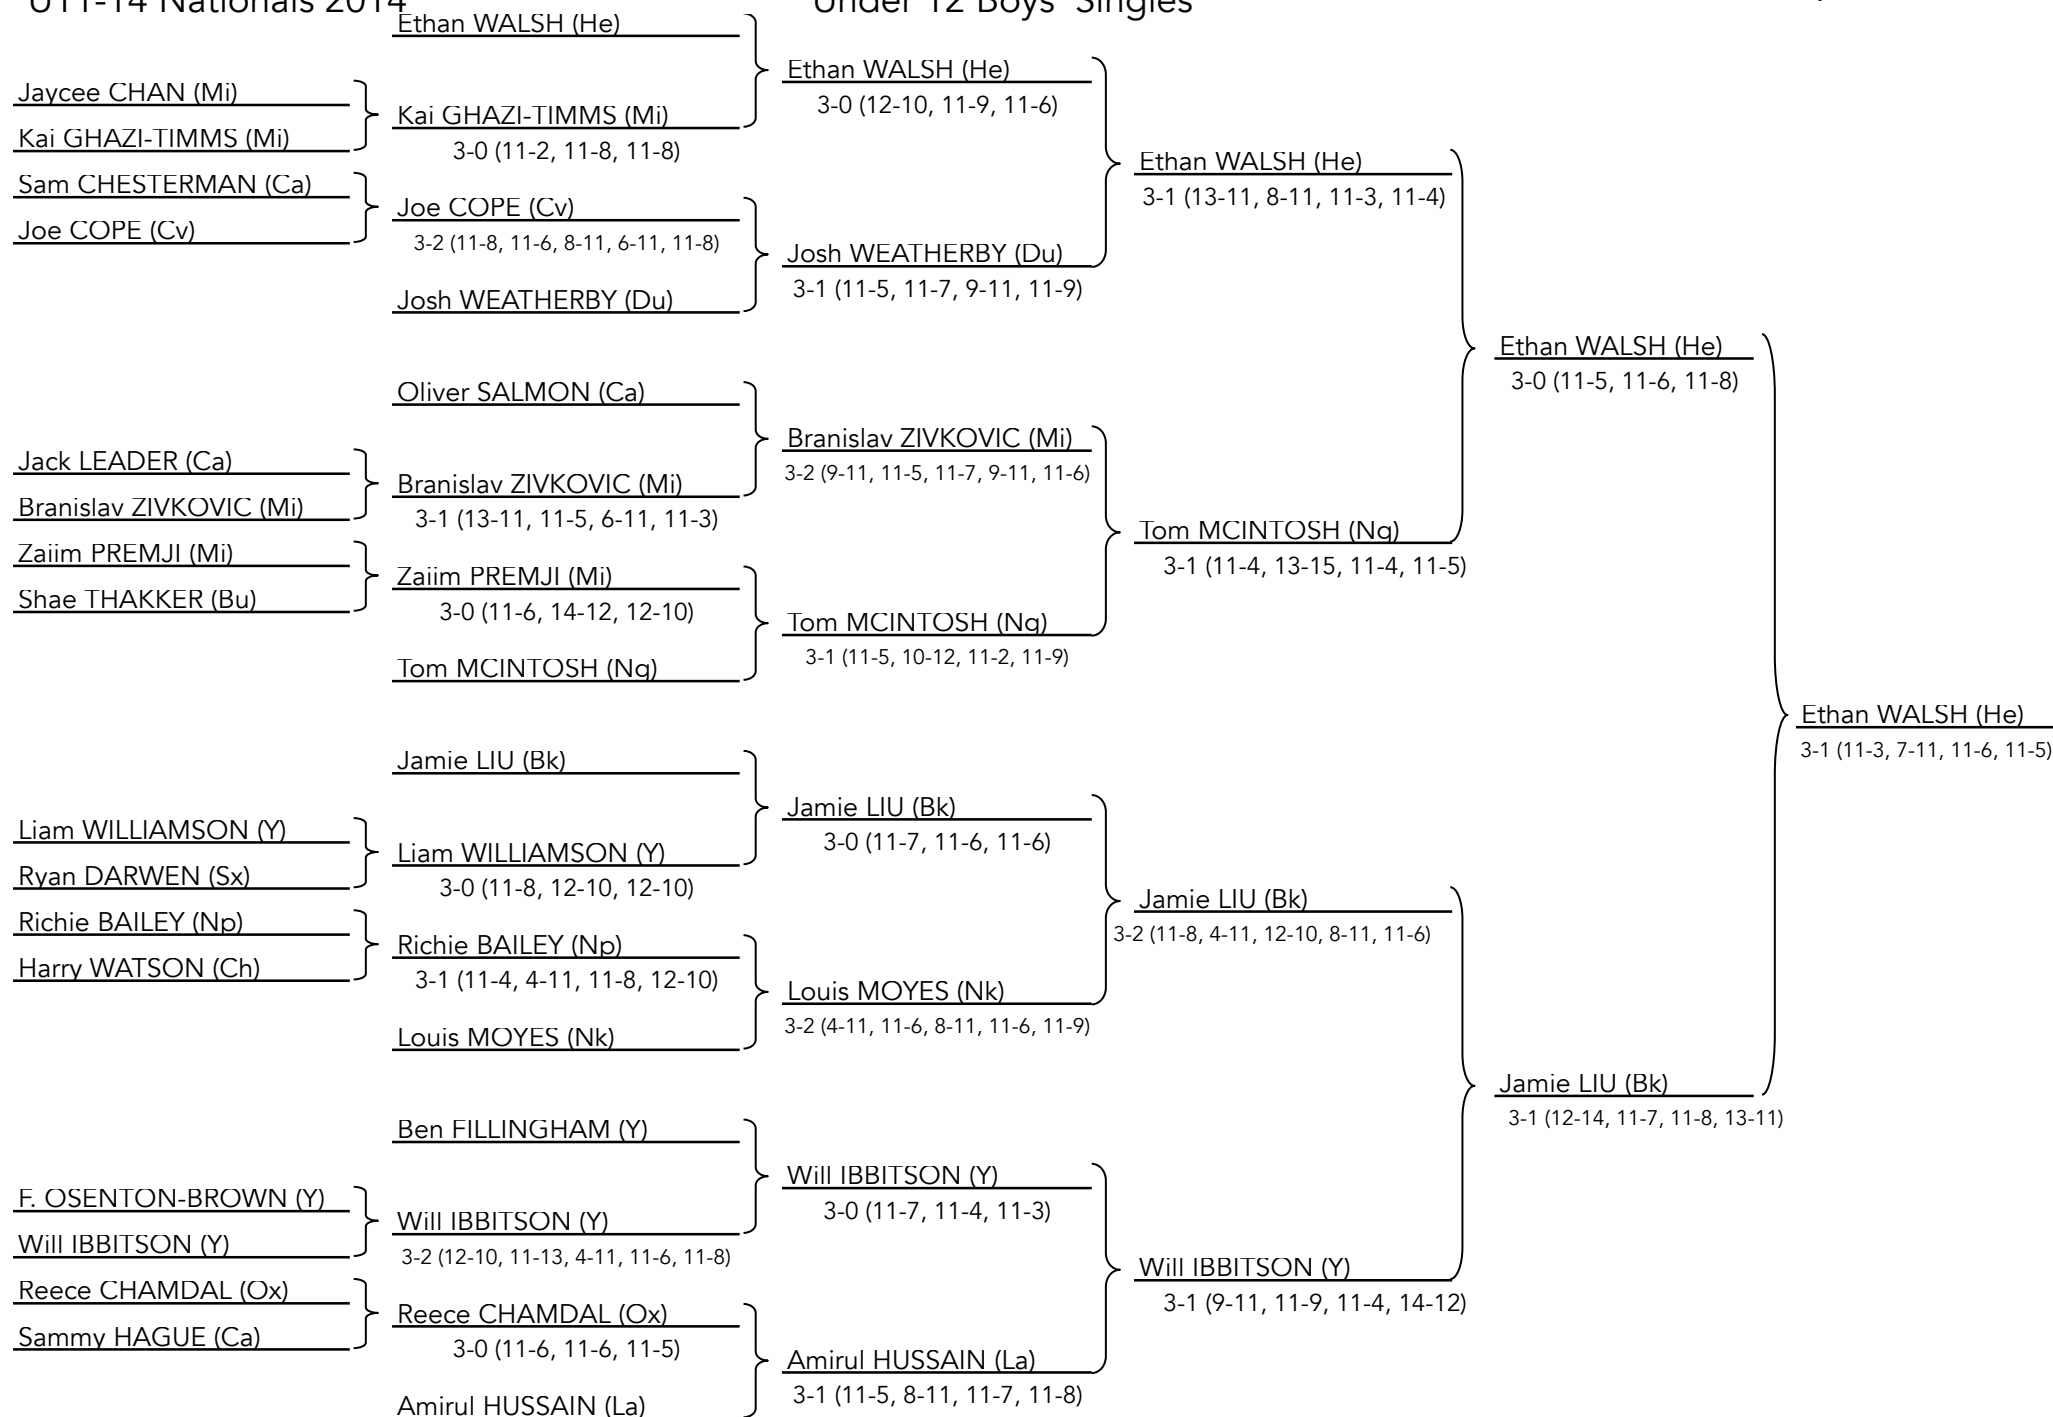 U11-14 Nationals 2014
Under 12 Boys' Singles
Ethan WALSH (He)
Ethan WALSH (He)
3-0 (12-10, 11-9, 11-6)
Jaycee CHAN (Mi)
Kai GHAZI-TIMMS (Mi)
Kai GHAZI-TIMMS (Mi)
3-0 (11-2, 11-8, 11-8)
Ethan WALSH (He)
3-1 (13-11, 8-11, 11-3, 11-4)
Sam CHESTERMAN (Ca)
Joe COPE (Cv)
Joe COPE (Cv)
3-2 (11-8, 11-6, 8-11, 6-11, 11-8)
Josh WEATHERBY (Du)
3-1 (11-5, 11-7, 9-11, 11-9)
Josh WEATHERBY (Du)
Ethan WALSH (He)
3-0 (11-5, 11-6, 11-8)
Oliver SALMON (Ca)
Branislav ZIVKOVIC (Mi)
3-2 (9-11, 11-5, 11-7, 9-11, 11-6)
Jack LEADER (Ca)
Branislav ZIVKOVIC (Mi)
Branislav ZIVKOVIC (Mi)
3-1 (13-11, 11-5, 6-11, 11-3)
Tom MCINTOSH (Nq)
3-1 (11-4, 13-15, 11-4, 11-5)
Zaiim PREMJI (Mi)
Shae THAKKER (Bu)
Zaiim PREMJI (Mi)
3-0 (11-6, 14-12, 12-10)
Tom MCINTOSH (Nq)
3-1 (11-5, 10-12, 11-2, 11-9)
Tom MCINTOSH (Nq)
Ethan WALSH (He)
3-1 (11-3, 7-11, 11-6, 11-5)
Jamie LIU (Bk)
Jamie LIU (Bk)
3-0 (11-7, 11-6, 11-6)
Liam WILLIAMSON (Y)
Ryan DARWEN (Sx)
Liam WILLIAMSON (Y)
3-0 (11-8, 12-10, 12-10)
Jamie LIU (Bk)
3-2 (11-8, 4-11, 12-10, 8-11, 11-6)
Richie BAILEY (Np)
Harry WATSON (Ch)
Richie BAILEY (Np)
3-1 (11-4, 4-11, 11-8, 12-10)
Louis MOYES (Nk)
3-2 (4-11, 11-6, 8-11, 11-6, 11-9)
Louis MOYES (Nk)
Jamie LIU (Bk)
3-1 (12-14, 11-7, 11-8, 13-11)
Ben FILLINGHAM (Y)
Will IBBITSON (Y)
3-0 (11-7, 11-4, 11-3)
F. OSENTON-BROWN (Y)
Will IBBITSON (Y)
Will IBBITSON (Y)
3-2 (12-10, 11-13, 4-11, 11-6, 11-8)
Will IBBITSON (Y)
3-1 (9-11, 11-9, 11-4, 14-12)
Reece CHAMDAL (Ox)
Sammy HAGUE (Ca)
Reece CHAMDAL (Ox)
3-0 (11-6, 11-6, 11-5)
Amirul HUSSAIN (La)
3-1 (11-5, 8-11, 11-7, 11-8)
Amirul HUSSAIN (La)